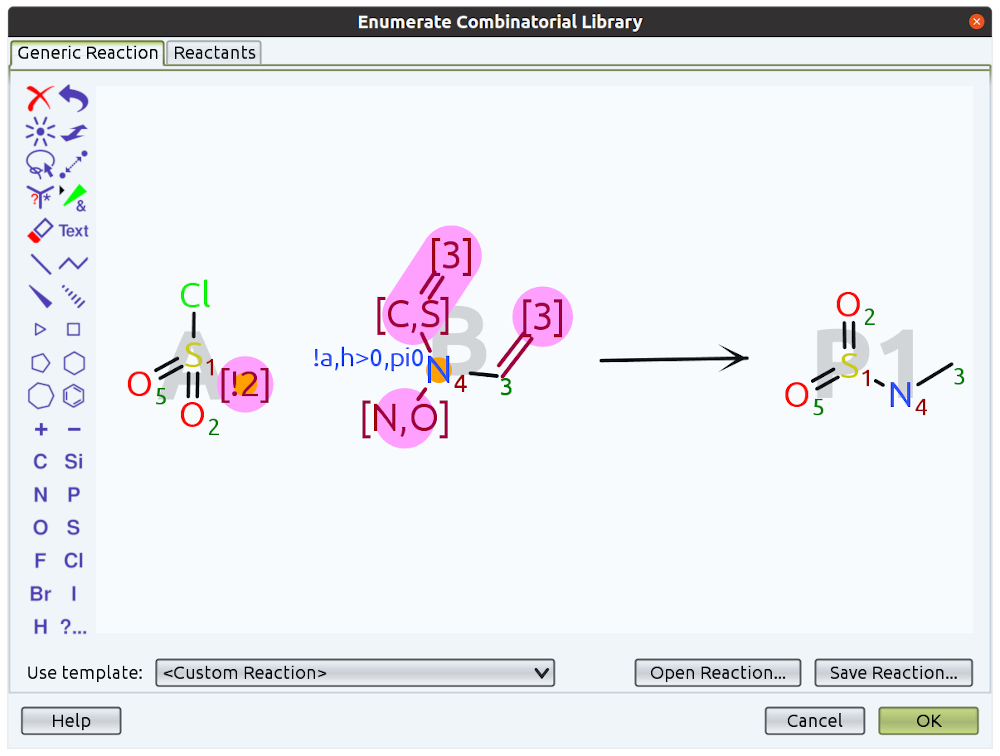 Enumerate Combinatorial Library
Generic Reaction
Reactants
?
*
&
Text
+ −
C Si
N P
O S
F Cl
Br I
H ?...
A
Cl
S 1
O 5
O 2
[!2]
B
[3]
[C,S]
[3]
!a,h>0,pi0
N 4
3
[N,O]
P1
O 2
S 1
O 5
N 4
3
Use template:
<Custom Reaction>
Open Reaction...
Save Reaction...
Help
Cancel
OK